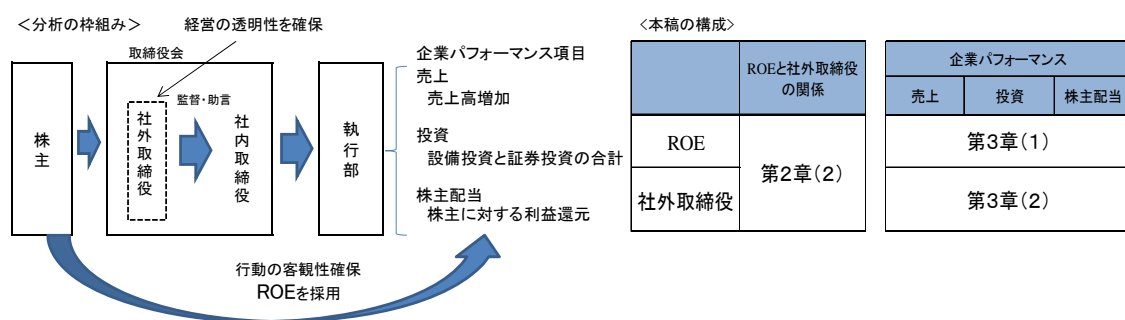 <分析の枠組み>
経営の透明性を確保
取締役会
株主
監督・助言
社外取締役
社内取締役
執行部
企業パフォーマンス項目
売上
売上高増加
投資
設備投資と証券投資の合計
株主配当
株主に対する利益還元
行動の客観性確保
ROEを採用
<本稿の構成>
ROEと社外取締役
の関係
企業パフォーマンス
売上
投資
株主配当
ROE
第2章(2)
第3章(1)
社外取締役
第3章(2)